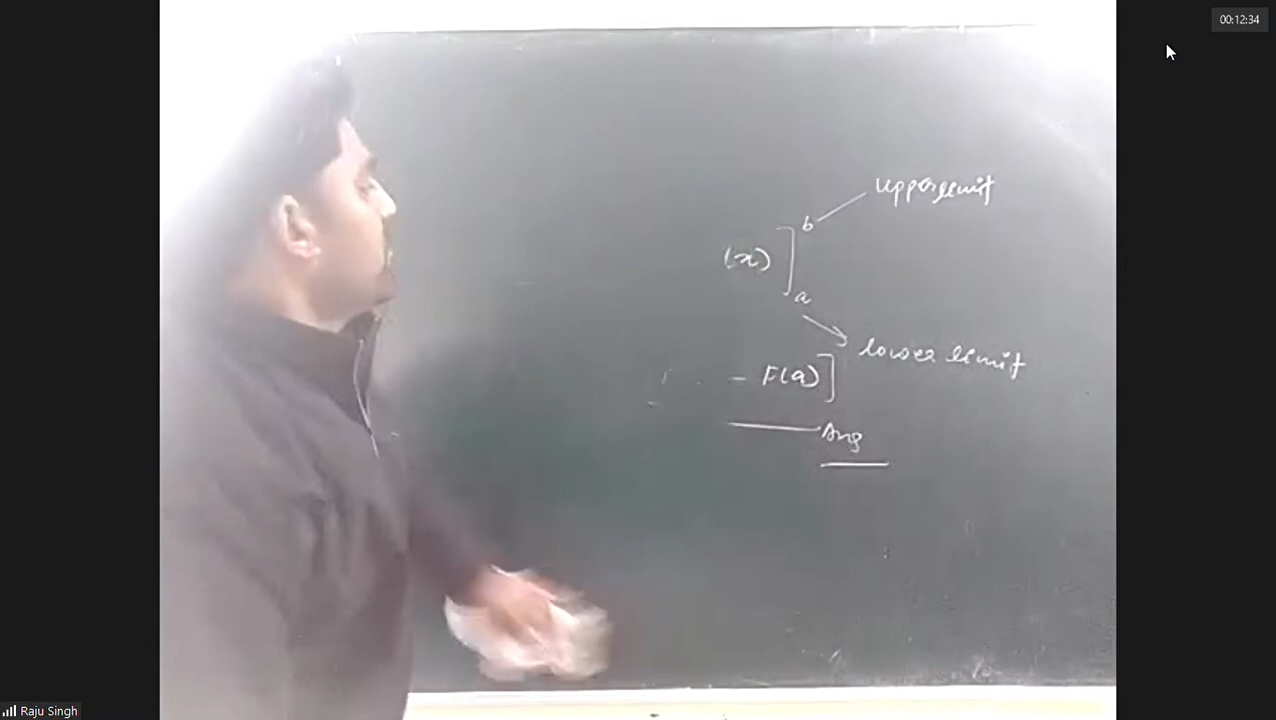 00:12:34
upper limit
b
(x)]
a
lower limit
- F(a)]
Ans
Raju Singh